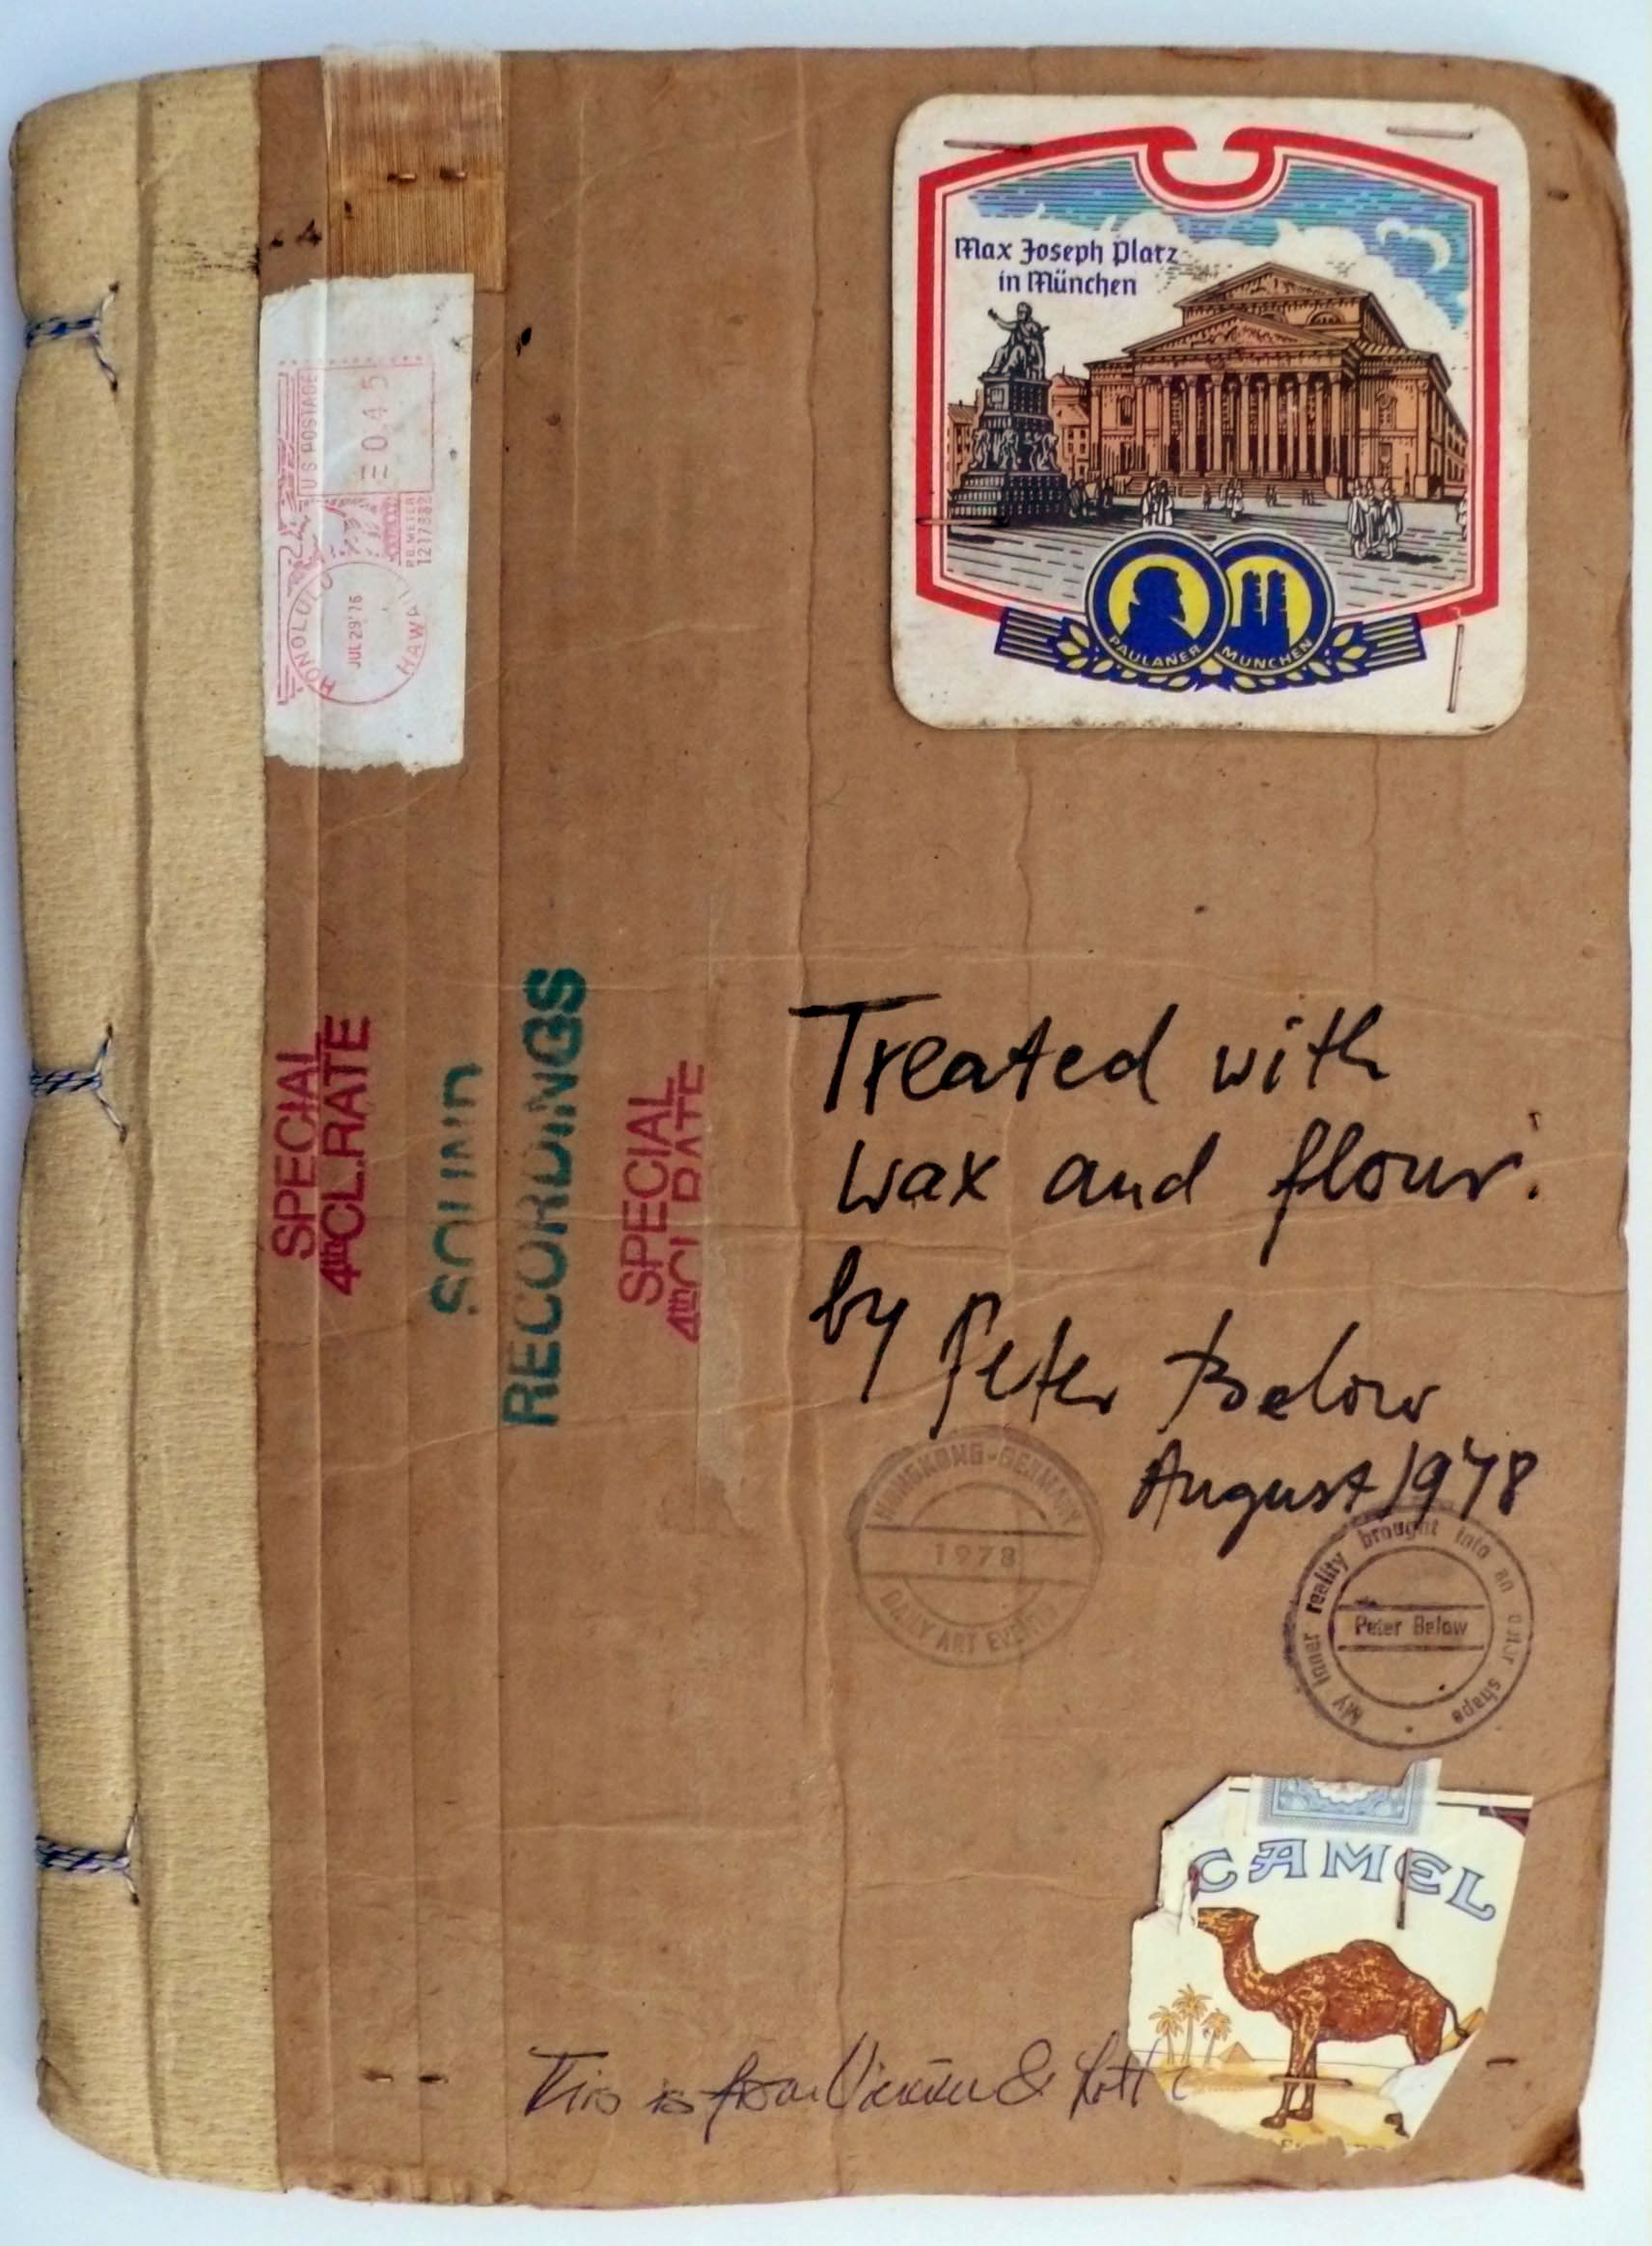 Max Joseph Platz
in München
PAULANER MÜNCHEN
U S POSTAGE
0.45
P.B. METER
HONOLULU
JUL 29 '76
HAWAII
SPECIAL
4th CL. RATE
SOUND
RECORDINGS
SPECIAL
4th CL. RATE
Treated with
wax and flour.
by Peter Below
August 1978
HONGKONG-GERMANY
1978
DAILY ART EVENTS
My inner reality brought into an outer shape
Peter Below
CAMEL
This is from &